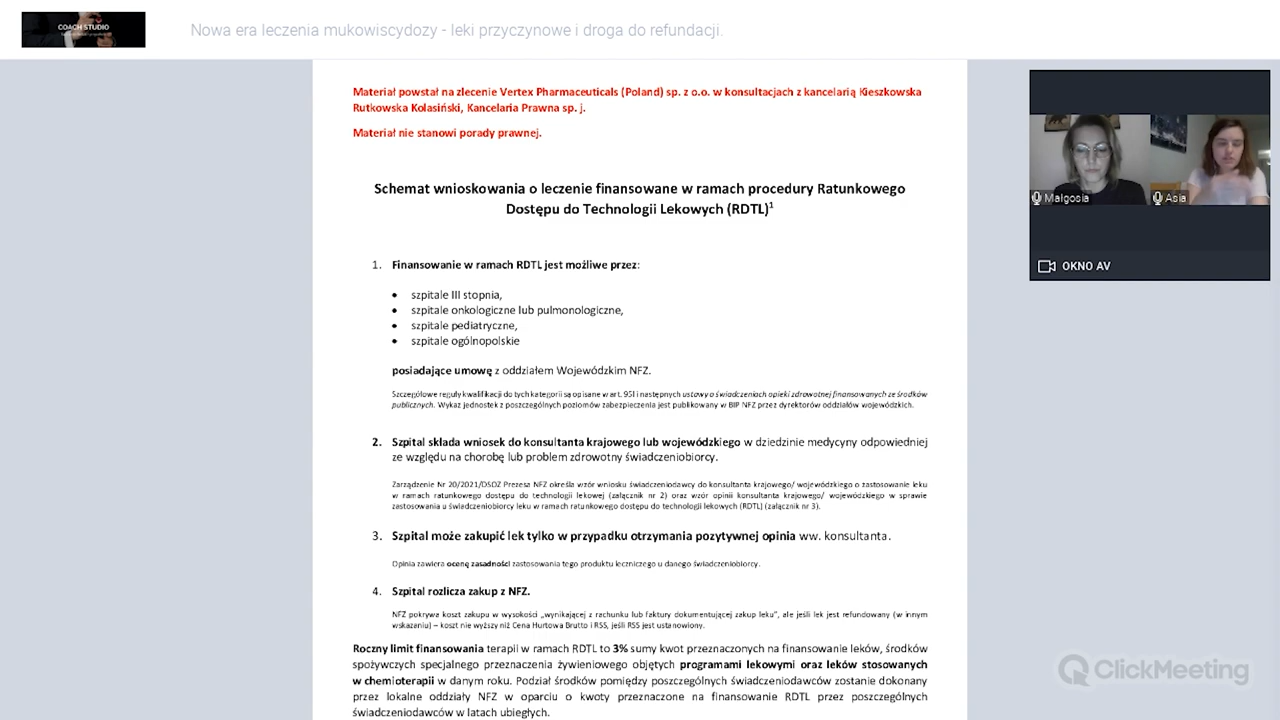 COACH STUDIO
Nowa era leczenia mukowiscydozy - leki przyczynowe i droga do refundacji.
Materiał powstał na zlecenie Vertex Pharmaceuticals (Poland) sp. z o.o. w konsultacjach z kancelarią Kieszkowska
Rutkowska Kolasiński, Kancelaria Prawna sp. j.
Materiał nie stanowi porady prawnej.
Schemat wnioskowania o leczenie finansowane w ramach procedury Ratunkowego
Dostępu do Technologii Lekowych (RDTL)¹
1. Finansowanie w ramach RDTL jest możliwe przez:
• szpitale III stopnia,
• szpitale onkologiczne lub pulmonologiczne,
• szpitale pediatryczne,
• szpitale ogólnopolskie
posiadające umowę z oddziałem Wojewódzkim NFZ.
Szczegółowe reguły kwalifikacji do tych kategorii są opisane w art. 95l i następnych ustawy o świadczeniach opieki zdrowotnej finansowanych ze środków
publicznych. Wykaz jednostek z poszczególnych poziomów zabezpieczenia jest publikowany w BIP NFZ przez dyrektorów oddziałów wojewódzkich.
2. Szpital składa wniosek do konsultanta krajowego lub wojewódzkiego w dziedzinie medycyny odpowiedniej
ze względu na chorobę lub problem zdrowotny świadczeniobiorcy.
Zarządzenie Nr 20/2021/DSOZ Prezesa NFZ określa wzór wniosku świadczeniodawcy do konsultanta krajowego/ wojewódzkiego o zastosowanie leku
w ramach ratunkowego dostępu do technologii lekowej (załącznik nr 2) oraz wzór opinii konsultanta krajowego/ wojewódzkiego w sprawie
zastosowania u świadczeniobiorcy leku w ramach ratunkowego dostępu do technologii lekowych (RDTL) (załącznik nr 3).
3. Szpital może zakupić lek tylko w przypadku otrzymania pozytywnej opinia ww. konsultanta.
Opinia zawiera ocenę zasadności zastosowania tego produktu leczniczego u danego świadczeniobiorcy.
4. Szpital rozlicza zakup z NFZ.
NFZ pokrywa koszt zakupu w wysokości „wynikającej z rachunku lub faktury dokumentującej zakup leku”, ale jeśli lek jest refundowany (w innym
wskazaniu) – koszt nie wyższy niż Cena Hurtowa Brutto i RSS, jeśli RSS jest ustanowiony.
Roczny limit finansowania terapii w ramach RDTL to 3% sumy kwot przeznaczonych na finansowanie leków, środków
spożywczych specjalnego przeznaczenia żywieniowego objętych programami lekowymi oraz leków stosowanych
w chemioterapii w danym roku. Podział środków pomiędzy poszczególnych świadczeniodawców zostanie dokonany
przez lokalne oddziały NFZ w oparciu o kwoty przeznaczone na finansowanie RDTL przez poszczególnych
świadczeniodawców w latach ubiegłych.
Małgosia
Asia
OKNO AV
ClickMeeting